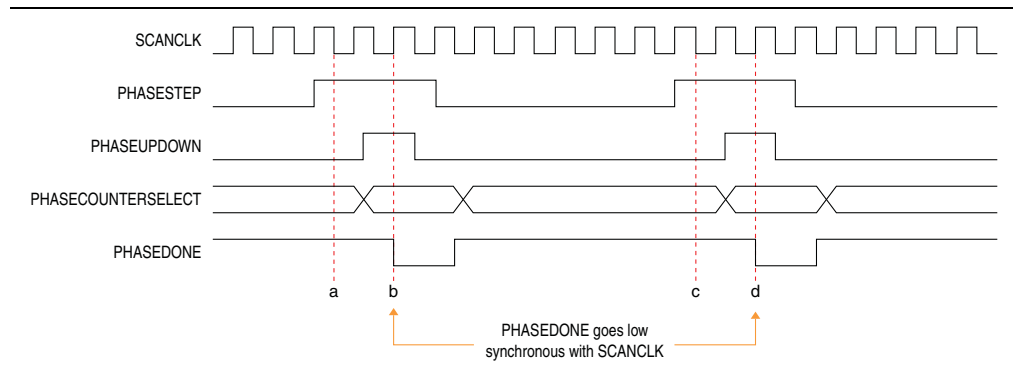 SCANCLK
PHASESTEP
PHASEUPDOWN
PHASECOUNTERSELECT
PHASEDONE
a b c d
PHASEDONE goes low
synchronous with SCANCLK